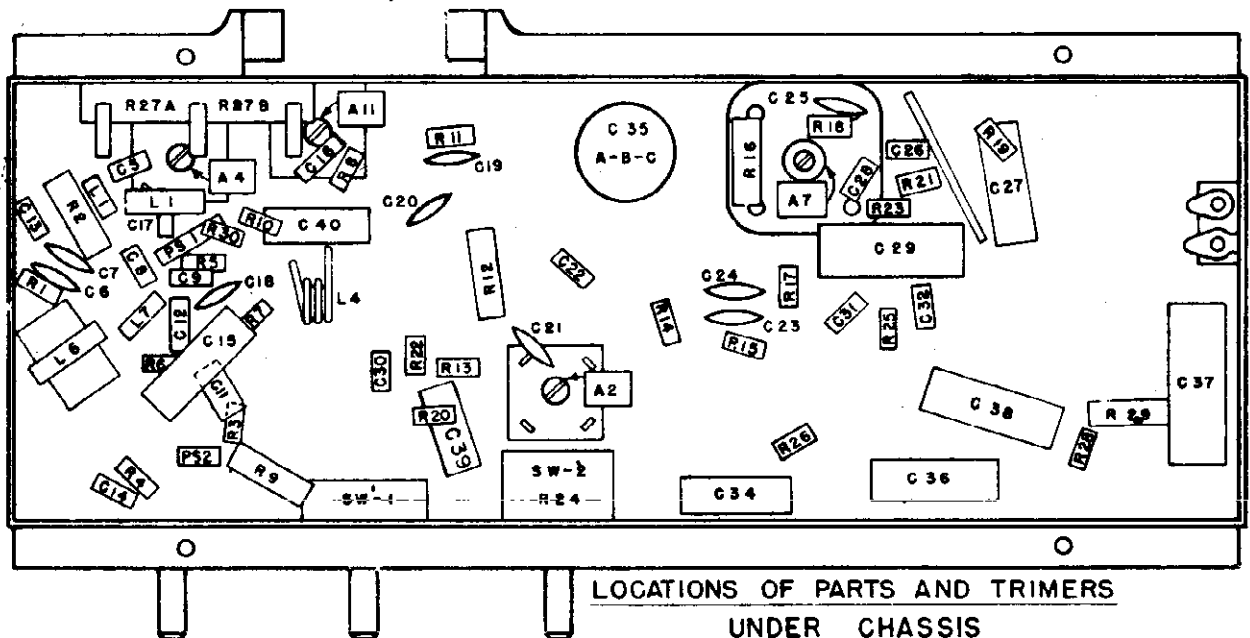 R27A R27B
A11
C16
R8
C5
A4
R11
C19
C35
A-B-C
C25
R18
R16
A7
C28
C26
R21
R23
R19
C27
L1
R2
C13
L1
C17
C20
R10
C40
R30
PS1
C8
R5
C9
C7
C6
R1
C18
L4
R12
C22
C29
C24
R17
C23
R14
R15
C31
R25
C32
L7
C12
R7
C15
L6
R6
C11
R3
C30
R22
R13
C21
A2
R20
C39
C38
C37
R29
R28
R26
PS2
R9
R4
C14
SW-1
SW-2
R24
C34
C36
LOCATIONS OF PARTS AND TRIMERS
UNDER CHASSIS